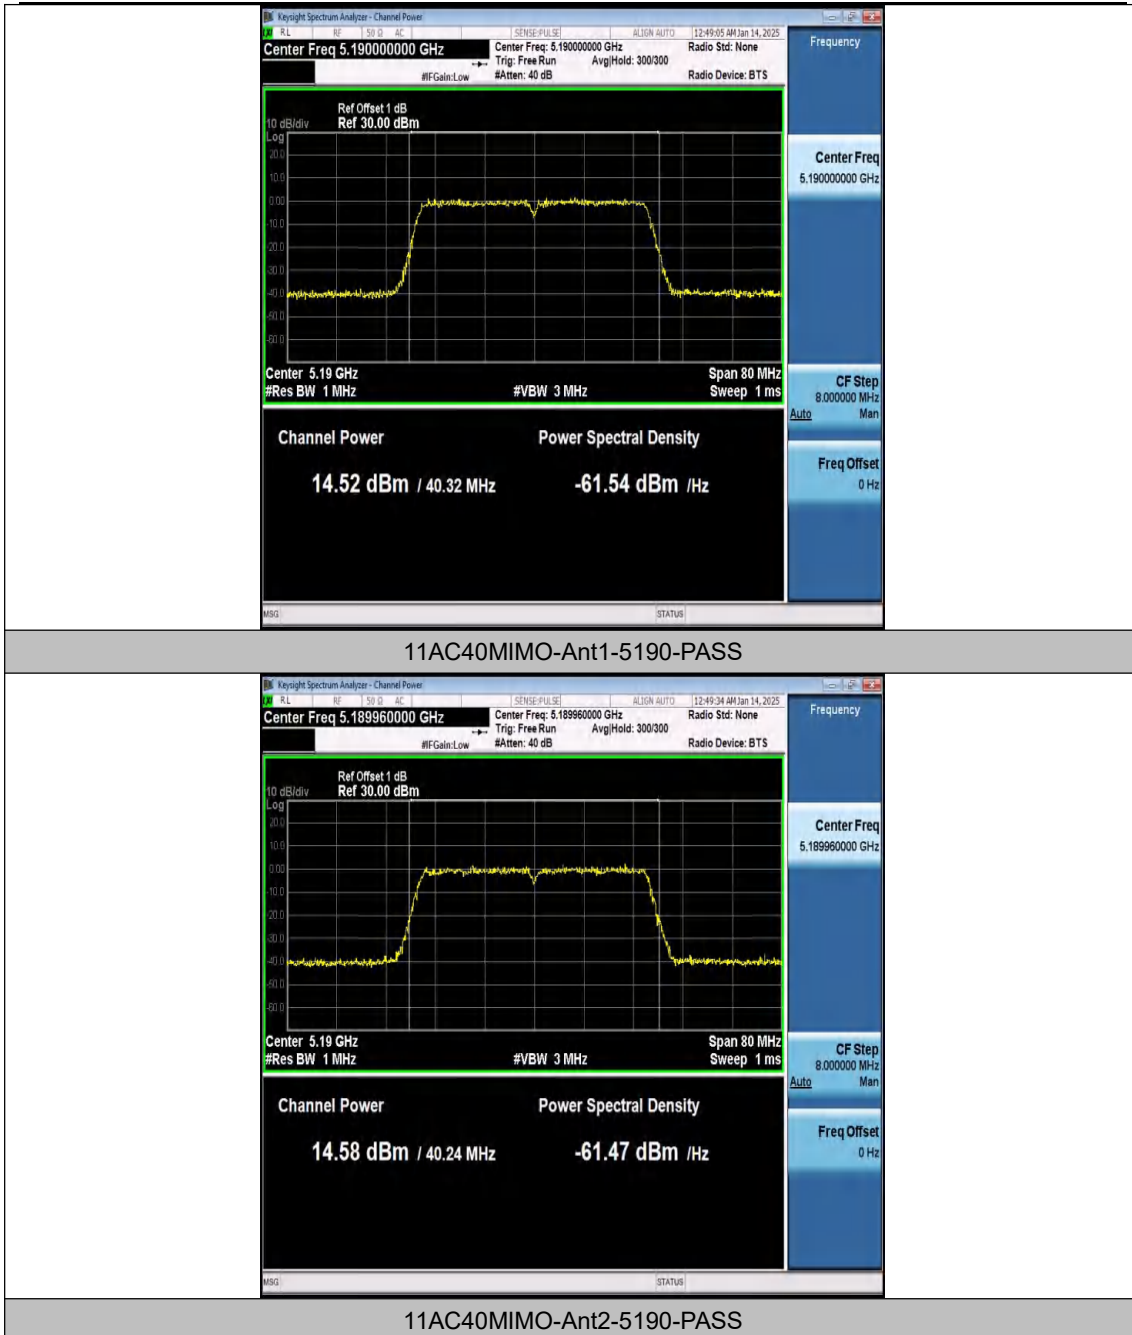 Keysight Spectrum Analyzer - Channel Power
RL RF 50 Ω AC SENSE:PULSE ALIGN AUTO 12:49:05 AM Jan 14, 2025
Center Freq 5.190000000 GHz
Center Freq: 5.190000000 GHz Radio Std: None
Trig: Free Run Avg|Hold: 300/300
#IFGain:Low #Atten: 40 dB Radio Device: BTS
Frequency
Ref Offset 1 dB
10 dB/div Ref 30.00 dBm
Log
20.0
10.0
0.00
-10.0
-20.0
-30.0
-40.0
-50.0
-60.0
Center 5.19 GHz Span 80 MHz
#Res BW 1 MHz #VBW 3 MHz Sweep 1 ms
Center Freq
5.190000000 GHz
CF Step
8.000000 MHz
Auto Man
Freq Offset
0 Hz
Channel Power Power Spectral Density
14.52 dBm / 40.32 MHz -61.54 dBm /Hz
MSG STATUS
11AC40MIMO-Ant1-5190-PASS
Keysight Spectrum Analyzer - Channel Power
RL RF 50 Ω AC SENSE:PULSE ALIGN AUTO 12:49:34 AM Jan 14, 2025
Center Freq 5.189960000 GHz
Center Freq: 5.189960000 GHz Radio Std: None
Trig: Free Run Avg|Hold: 300/300
#IFGain:Low #Atten: 40 dB Radio Device: BTS
Frequency
Ref Offset 1 dB
10 dB/div Ref 30.00 dBm
Log
20.0
10.0
0.00
-10.0
-20.0
-30.0
-40.0
-50.0
-60.0
Center 5.19 GHz Span 80 MHz
#Res BW 1 MHz #VBW 3 MHz Sweep 1 ms
Center Freq
5.189960000 GHz
CF Step
8.000000 MHz
Auto Man
Freq Offset
0 Hz
Channel Power Power Spectral Density
14.58 dBm / 40.24 MHz -61.47 dBm /Hz
MSG STATUS
11AC40MIMO-Ant2-5190-PASS